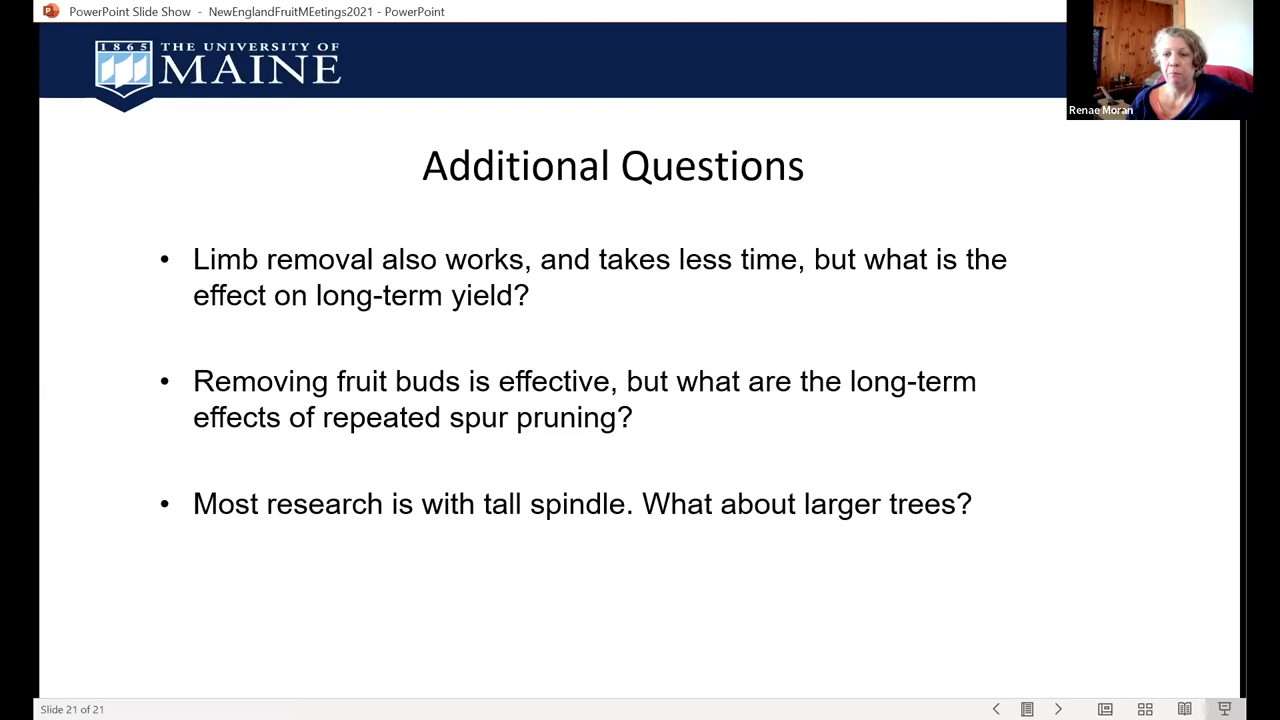 PowerPoint Slide Show - NewEnglandFruitMEetings2021 - PowerPoint
1865 THE UNIVERSITY OF
MAINE
Renae Moran
Additional Questions
• Limb removal also works, and takes less time, but what is the
effect on long-term yield?
• Removing fruit buds is effective, but what are the long-term
effects of repeated spur pruning?
• Most research is with tall spindle. What about larger trees?
Slide 21 of 21